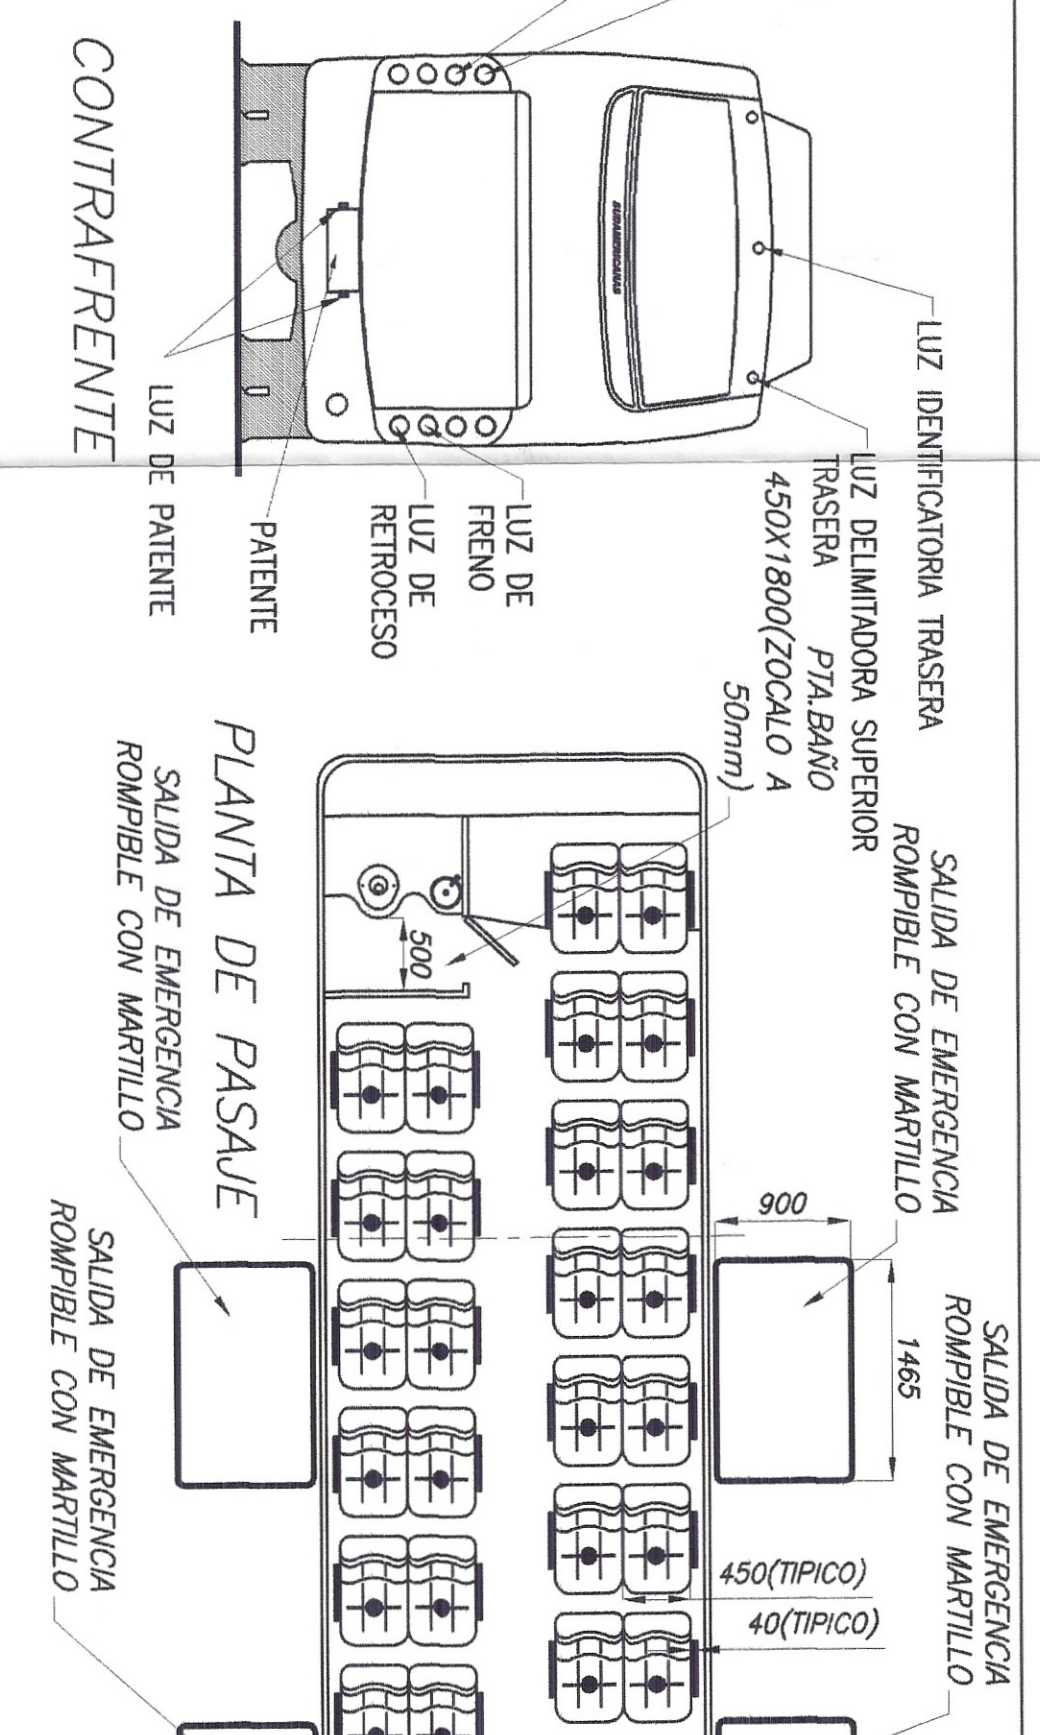 LUZ IDENTIFICATORIA TRASERA
LUZ DELIMITADORA SUPERIOR
TRASERA
PTA.BAÑO
450X1800(ZOCALO A
50mm)
SUDAMERICANAS
LUZ DE
FRENO
LUZ DE
RETROCESO
PATENTE
LUZ DE PATENTE
CONTRAFRENTE
SALIDA DE EMERGENCIA
ROMPIBLE CON MARTILLO
SALIDA DE EMERGENCIA
ROMPIBLE CON MARTILLO
900
1465
450(TIPICO)
40(TIPICO)
500
PLANTA DE PASAJE
SALIDA DE EMERGENCIA
ROMPIBLE CON MARTILLO
SALIDA DE EMERGENCIA
ROMPIBLE CON MARTILLO